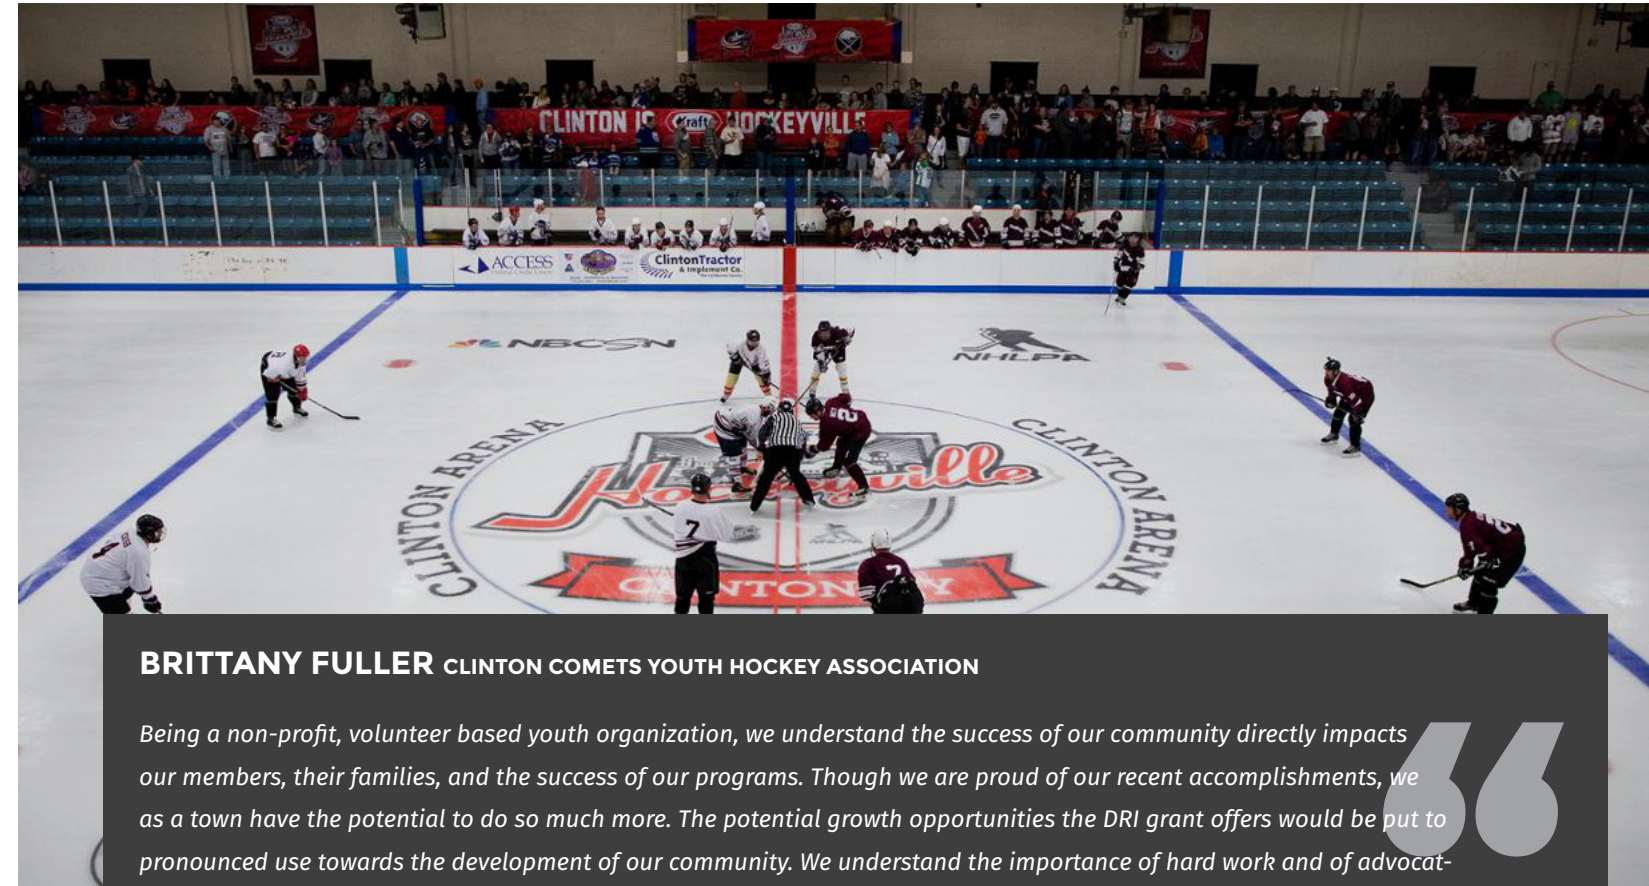 CLINTON IS Kraft HOCKEYVILLE
ACCESS
ClintonTractor
& Implement Co.
NBCSN
NHLPA
CLINTON ARENA
CLINTON ARENA
Hockeyville
2
7
7
BRITTANY FULLER CLINTON COMETS YOUTH HOCKEY ASSOCIATION
Being a non-profit, volunteer based youth organization, we understand the success of our community directly impacts
our members, their families, and the success of our programs. Though we are proud of our recent accomplishments, we
as a town have the potential to do so much more. The potential growth opportunities the DRI grant offers would be put to
pronounced use towards the development of our community. We understand the importance of hard work and of advocat-